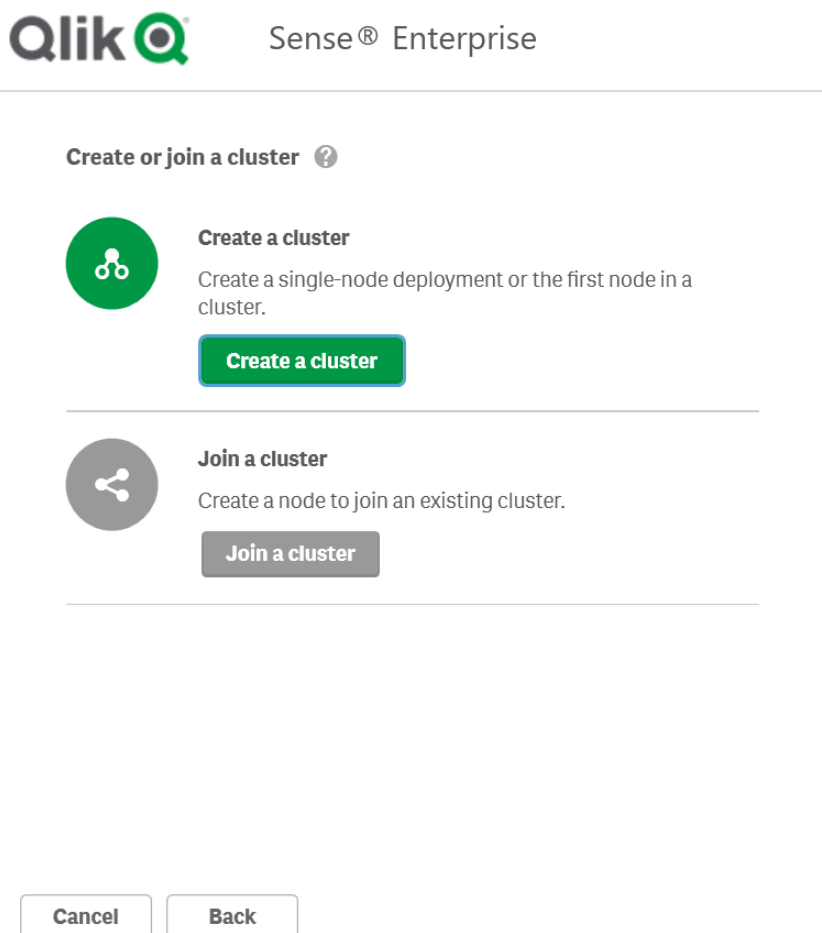 Qlik Sense® Enterprise
Create or join a cluster ?
Create a cluster
Create a single-node deployment or the first node in a
cluster.
Create a cluster
Join a cluster
Create a node to join an existing cluster.
Join a cluster
Cancel Back